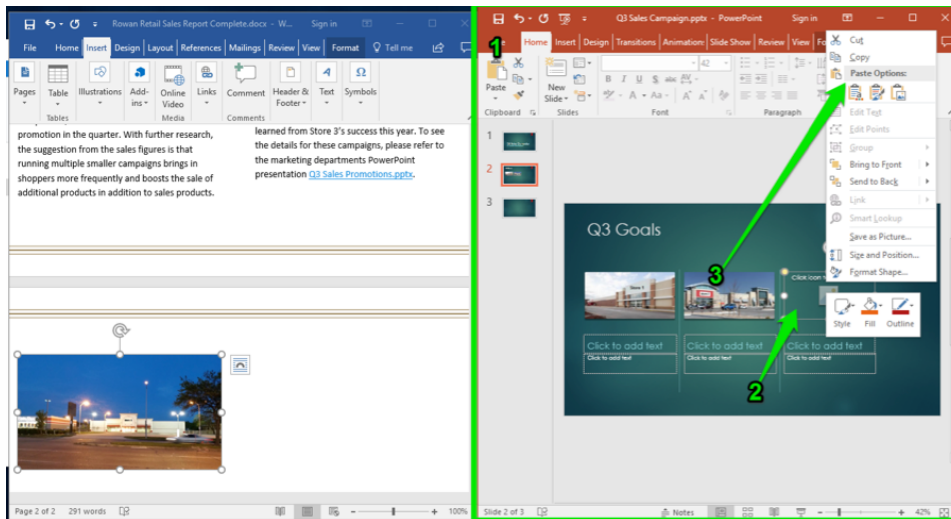 Rowan Retail Sales Report Complete.docx - W... Sign in
File Home Insert Design Layout References Mailings Review View Format Tell me
Pages Table Illustrations Add-ins Online Video Links Comment Header & Footer Text Symbols
Tables Media Comments
promotion in the quarter. With further research,
the suggestion from the sales figures is that
running multiple smaller campaigns brings in
shoppers more frequently and boosts the sale of
additional products in addition to sales products.
learned from Store 3's success this year. To see
the details for these campaigns, please refer to
the marketing departments PowerPoint
presentation Q3 Sales Promotions.pptx.
Page 2 of 2 291 words 100%
Q3 Sales Campaign.pptx - PowerPoint Sign in
1
Home Insert Design Transitions Animation: Slide Show Review View Fo
Paste New Slide 42
B I U S abc AV
Aa A A
Clipboard Slides Font Paragraph
1
2
3
Q3 Goals
Store 1
Click icon
Click to add text Click to add text Click to add text
Click to add text Click to add text Click to add text
3
2
Cut
Copy
Paste Options:
Edit Text
Edit Points
Group
Bring to Front
Send to Back
Link
Smart Lookup
Save as Picture...
Size and Position...
Format Shape...
Style Fill Outline
Slide 2 of 3 Notes 42%